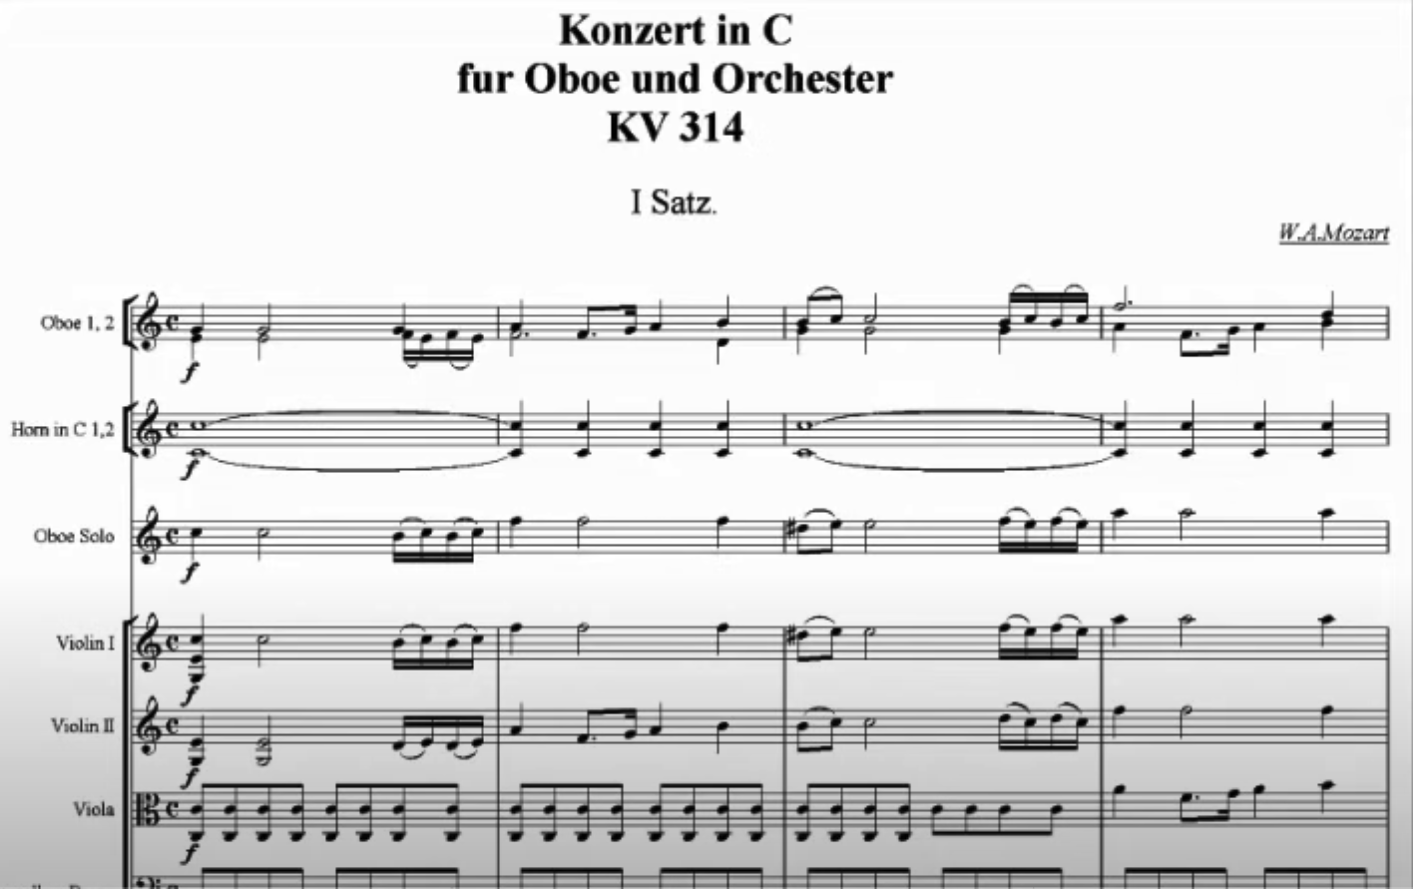 Konzert in C
fur Oboe und Orchester
KV 314
I Satz.
W.A.Mozart
Oboe 1, 2
f
Horn in C 1,2
f
Oboe Solo
f
Violin I
f
Violin II
f
Viola
f